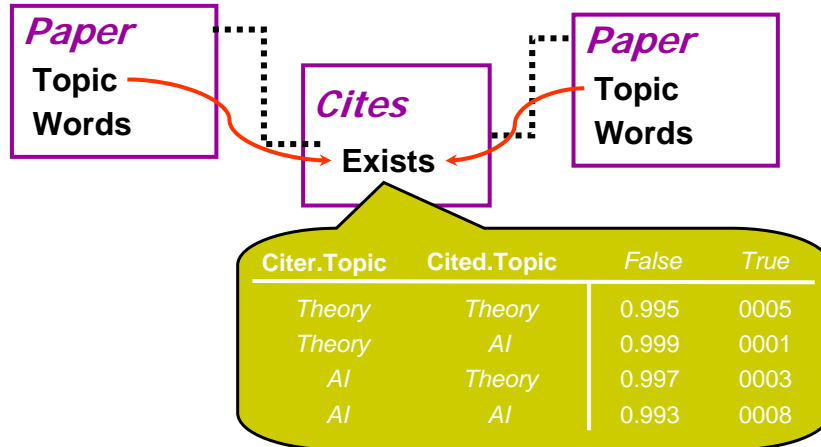 Paper
Topic
Words
Cites
Exists
Paper
Topic
Words
Citer.Topic Cited.Topic False True
Theory Theory 0.995 0005
Theory AI 0.999 0001
AI Theory 0.997 0003
AI AI 0.993 0008